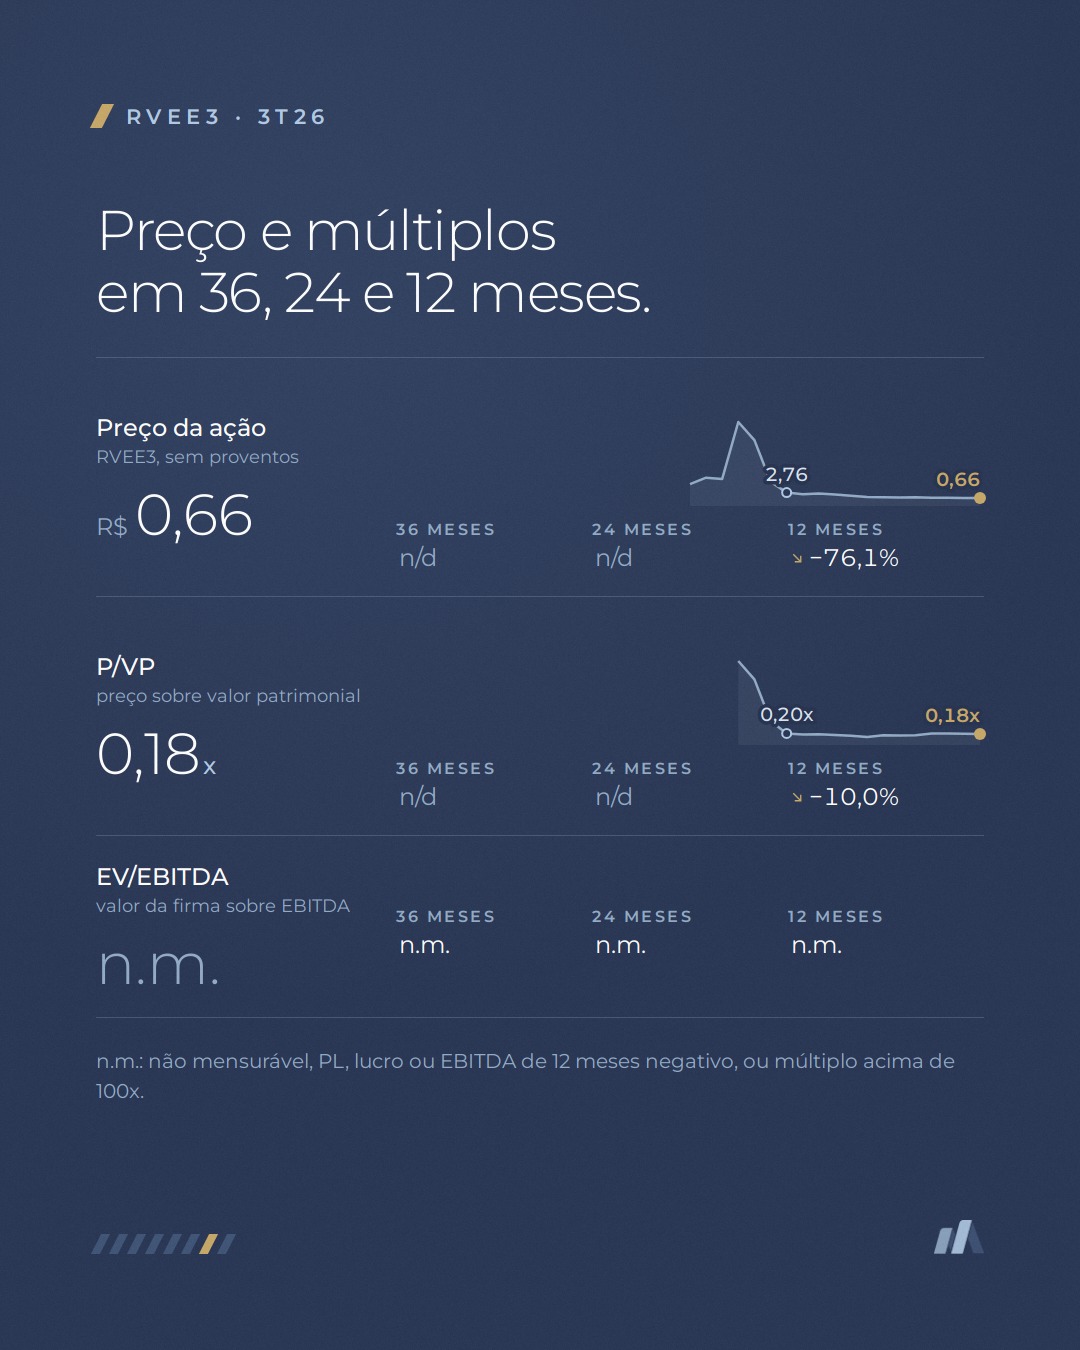 RVEE3 · 3T26
Preço e múltiplos
em 36, 24 e 12 meses.
Preço da ação
RVEE3, sem proventos
R$ 0,66
2,76
0,66
36 MESES
n/d
24 MESES
n/d
12 MESES
↘ −76,1%
P/VP
preço sobre valor patrimonial
0,18x
0,20x
0,18x
36 MESES
n/d
24 MESES
n/d
12 MESES
↘ −10,0%
EV/EBITDA
valor da firma sobre EBITDA
n.m.
36 MESES
n.m.
24 MESES
n.m.
12 MESES
n.m.
n.m.: não mensurável, PL, lucro ou EBITDA de 12 meses negativo, ou múltiplo acima de
100x.